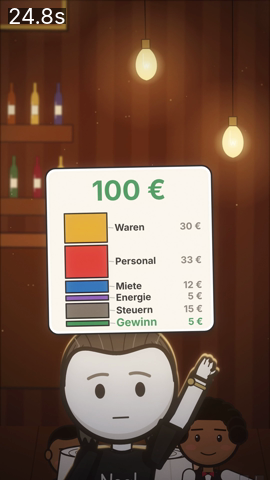 24.8s
100 €
Waren 30 €
Personal 33 €
Miete 12 €
Energie 5 €
Steuern 15 €
Gewinn 5 €